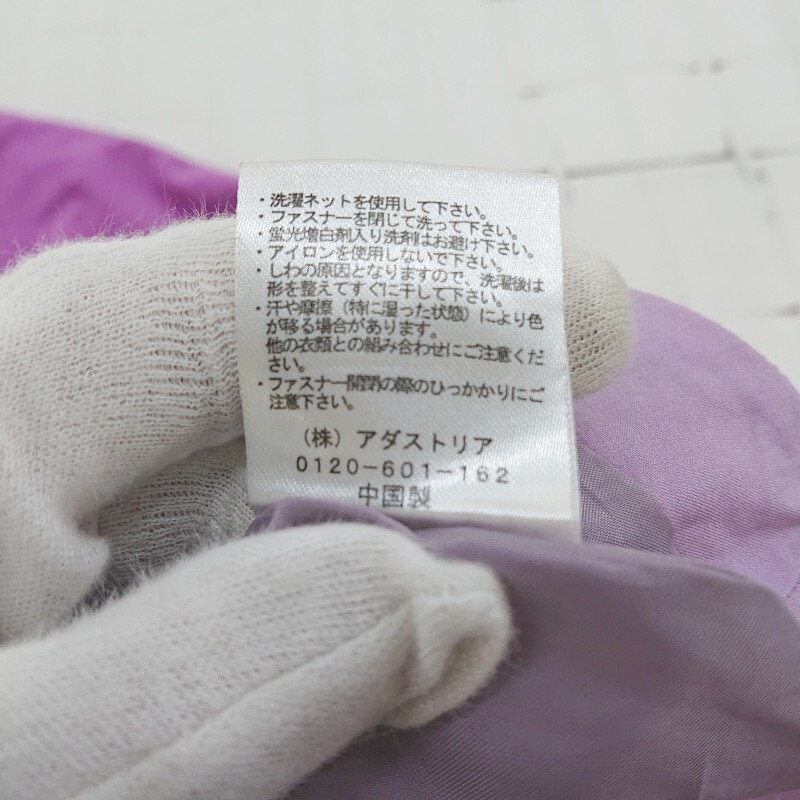 ・洗濯ネットを使用して下さい。
・ファスナーを閉じて洗って下さい。
・蛍光増白剤入り洗剤はお避け下さい。
・アイロンを使用しないで下さい。
・しわの原因となりますので、洗濯後は
形を整えてすぐに干して下さい。
・汗や摩擦（特に湿った状態）により色
が移る場合があります。
他の衣類との組み合わせにご注意くだ
さい。
・ファスナー開閉の際のひっかかりにご
注意下さい。
（株）アダストリア
0120-601-162
中国製